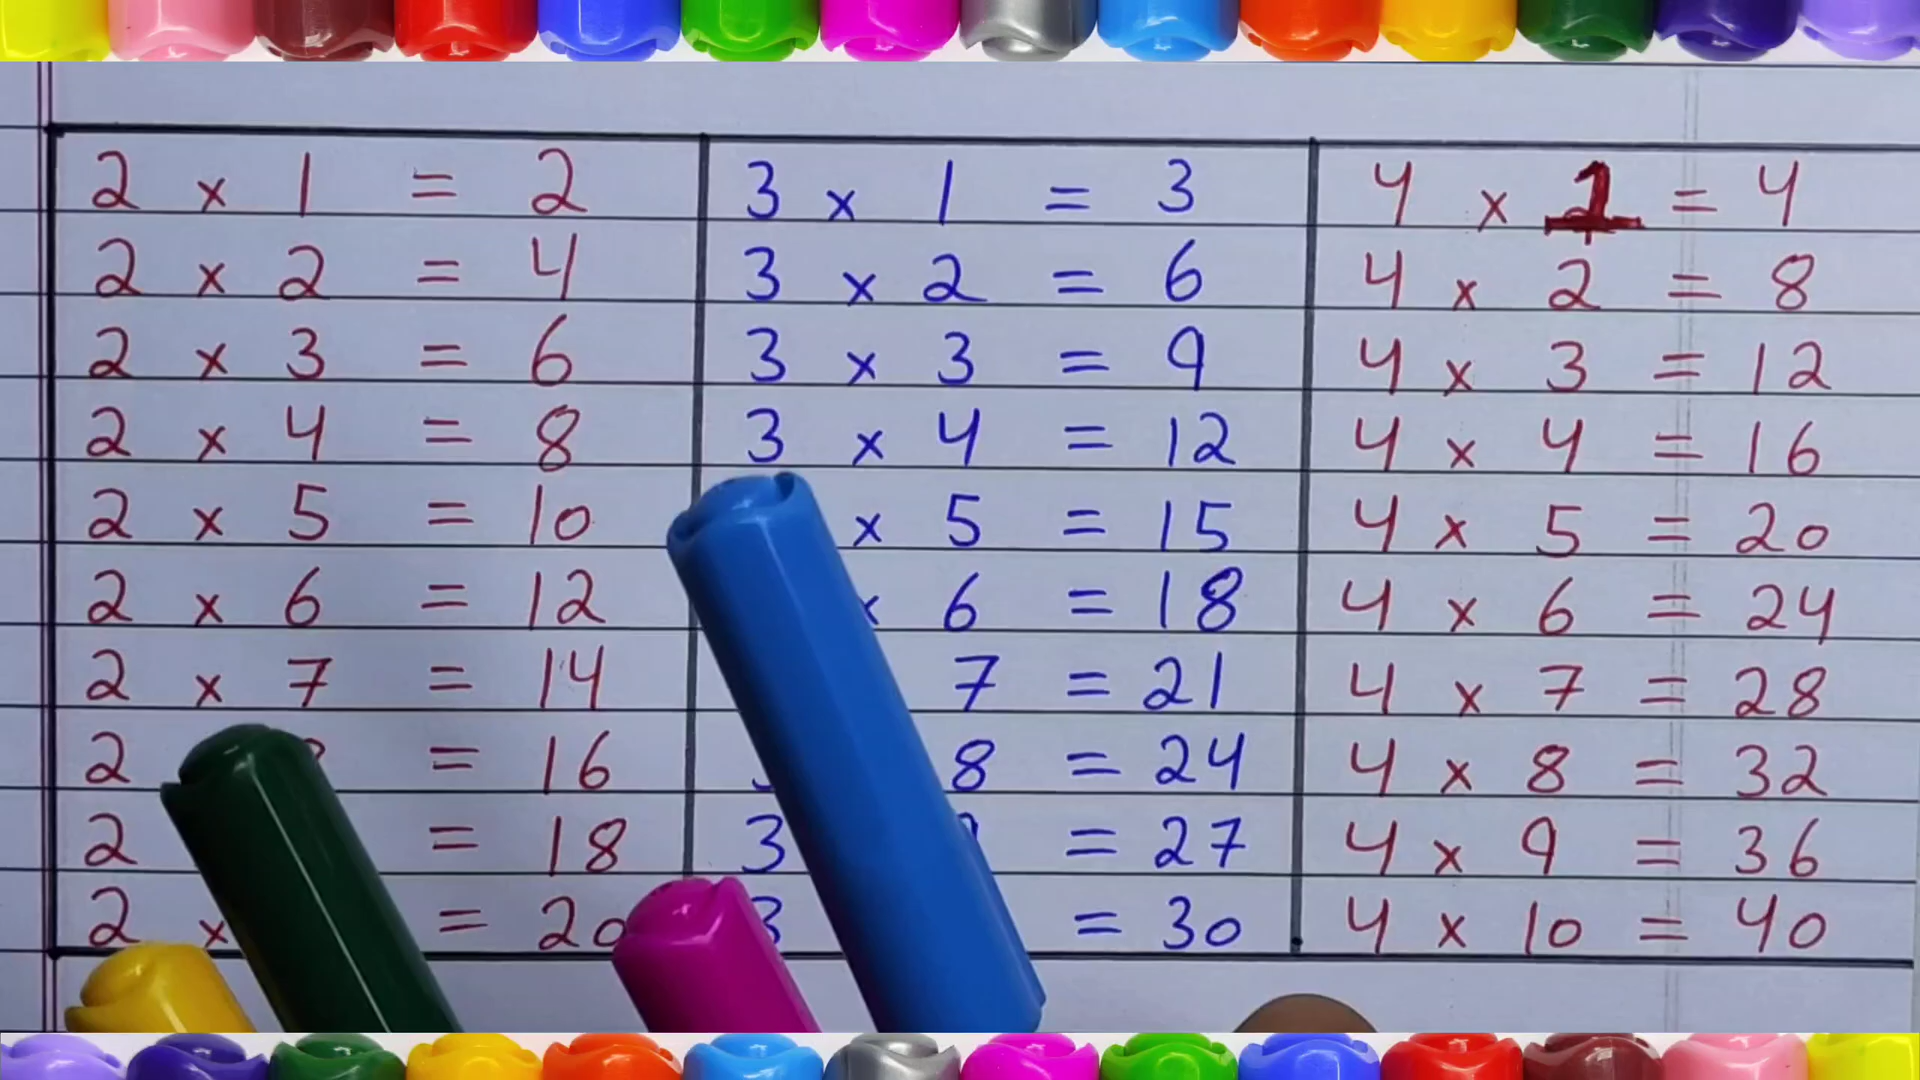 2 x 1 = 2
2 x 2 = 4
2 x 3 = 6
2 x 4 = 8
2 x 5 = 10
2 x 6 = 12
2 x 7 = 14
2 = 16
2 = 18
2 x = 20
3 x 1 = 3
3 x 2 = 6
3 x 3 = 9
3 x 4 = 12
x 5 = 15
x 6 = 18
7 = 21
8 = 24
3 = 27
3 = 30
4 x 1 = 4
4 x 2 = 8
4 x 3 = 12
4 x 4 = 16
4 x 5 = 20
4 x 6 = 24
4 x 7 = 28
4 x 8 = 32
4 x 9 = 36
4 x 10 = 40